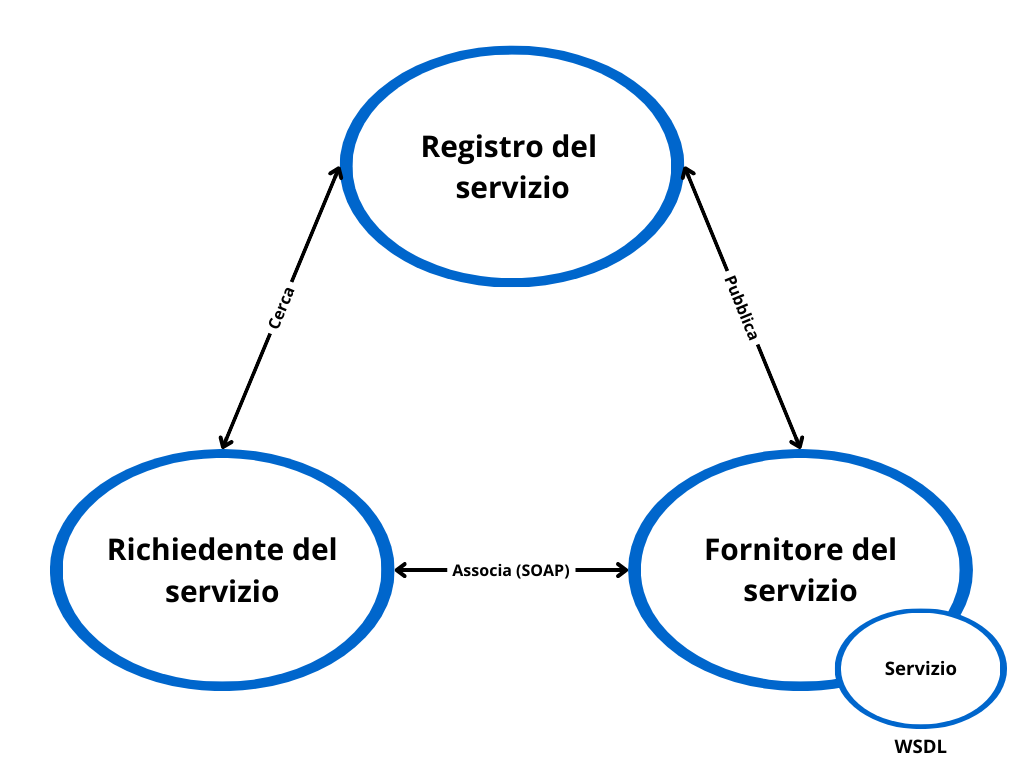 Registro del
servizio
Cerca
Pubblica
Richiedente del
servizio
Associa (SOAP)
Fornitore del
servizio
Servizio
WSDL